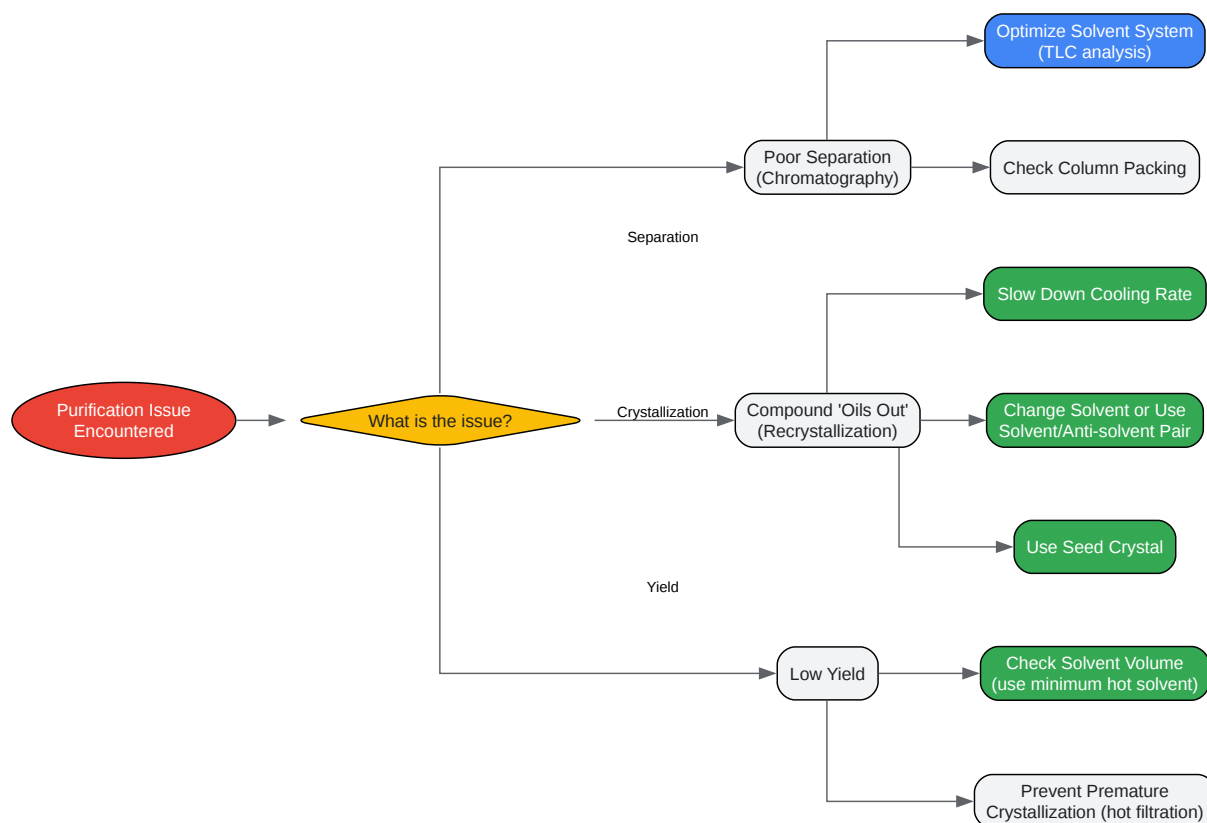 Optimize Solvent System
(TLC analysis)
Poor Separation
(Chromatography)
Check Column Packing
Separation
Slow Down Cooling Rate
Purification Issue
Encountered
What is the issue?
Crystallization
Compound 'Oils Out'
(Recrystallization)
Change Solvent or Use
Solvent/Anti-solvent Pair
Use Seed Crystal
Yield
Low Yield
Check Solvent Volume
(use minimum hot solvent)
Prevent Premature
Crystallization (hot filtration)